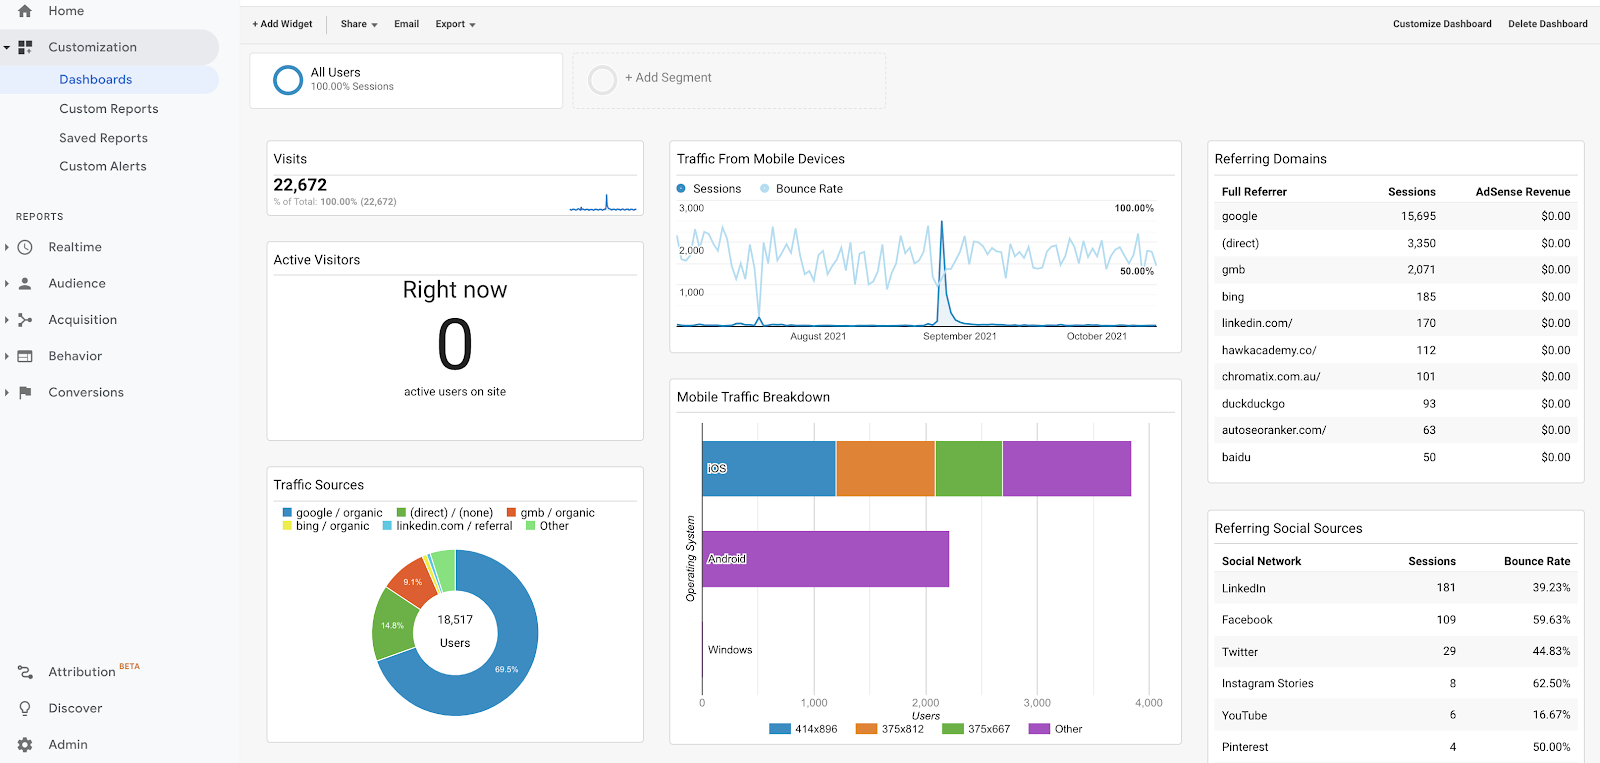 Home
Customization
Dashboards
Custom Reports
Saved Reports
Custom Alerts
REPORTS
Realtime
Audience
Acquisition
Behavior
Conversions
Attribution BETA
Discover
Admin
+ Add Widget Share Email Export Customize Dashboard Delete Dashboard
All Users
100.00% Sessions
+ Add Segment
Visits
22,672
% of Total: 100.00% (22,672)
Active Visitors
Right now
0
active users on site
Traffic Sources
google / organic (direct) / (none) gmb / organic
bing / organic linkedin.com / referral Other
9.1%
14.8%
18,517
Users
69.5%
Traffic From Mobile Devices
Sessions Bounce Rate
3,000 100.00%
2,000
50.00%
1,000
August 2021 September 2021 October 2021
Mobile Traffic Breakdown
Operating System
iOS
Android
Windows
0 1,000 2,000 3,000 4,000
Users
414x896 375x812 375x667 Other
Referring Domains
Full Referrer Sessions AdSense Revenue
google 15,695 $0.00
(direct) 3,350 $0.00
gmb 2,071 $0.00
bing 185 $0.00
linkedin.com/ 170 $0.00
hawkacademy.co/ 112 $0.00
chromatix.com.au/ 101 $0.00
duckduckgo 93 $0.00
autoseoranker.com/ 63 $0.00
baidu 50 $0.00
Referring Social Sources
Social Network Sessions Bounce Rate
LinkedIn 181 39.23%
Facebook 109 59.63%
Twitter 29 44.83%
Instagram Stories 8 62.50%
YouTube 6 16.67%
Pinterest 4 50.00%